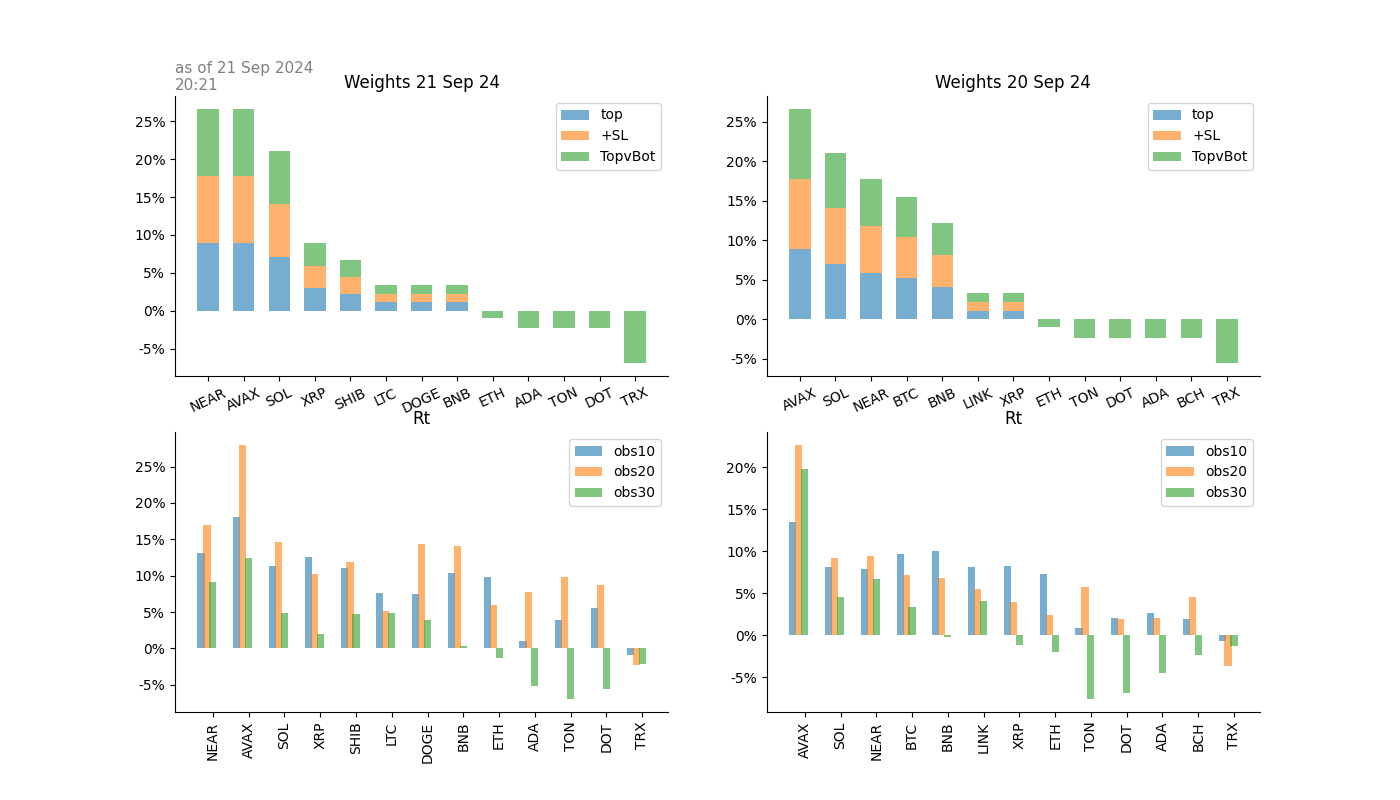 as of 21 Sep 2024
20:21
Weights 21 Sep 24
25%
20%
15%
10%
5%
0%
-5%
top
+SL
TopvBot
NEAR AVAX SOL XRP SHIB LTC DOGE BNB ETH ADA TON DOT TRX
Weights 20 Sep 24
25%
20%
15%
10%
5%
0%
-5%
top
+SL
TopvBot
AVAX SOL NEAR BTC BNB LINK XRP ETH TON DOT ADA BCH TRX
Rt
25%
20%
15%
10%
5%
0%
-5%
obs10
obs20
obs30
NEAR AVAX SOL XRP SHIB LTC DOGE BNB ETH ADA TON DOT TRX
Rt
20%
15%
10%
5%
0%
-5%
obs10
obs20
obs30
AVAX SOL NEAR BTC BNB LINK XRP ETH TON DOT ADA BCH TRX